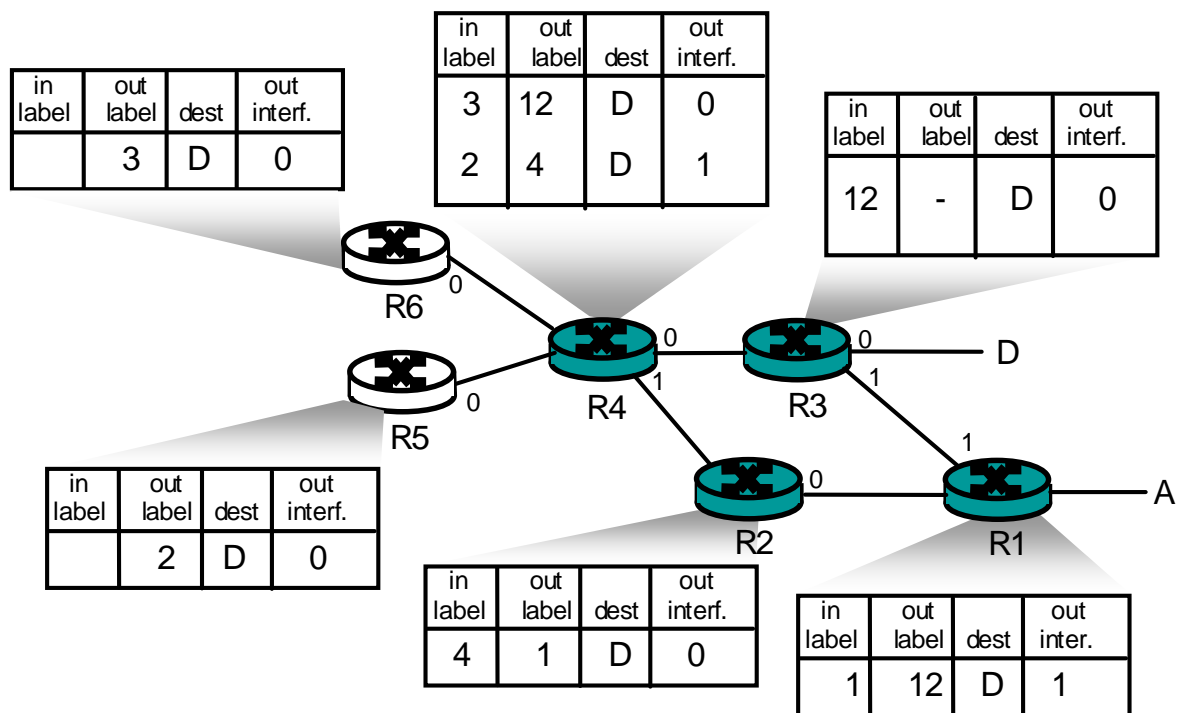 in out dest out
label label interf.
3 12 D 0
2 4 D 1
in out dest out
label label interf.
3 D 0
in out dest out
label label interf.
12 - D 0
R6
0
R5
0
R4
0
1
R3
0
1
D
R2
0
R1
1
A
in out dest out
label label interf.
2 D 0
in out dest out
label label interf.
4 1 D 0
in out dest out
label label inter.
1 12 D 1